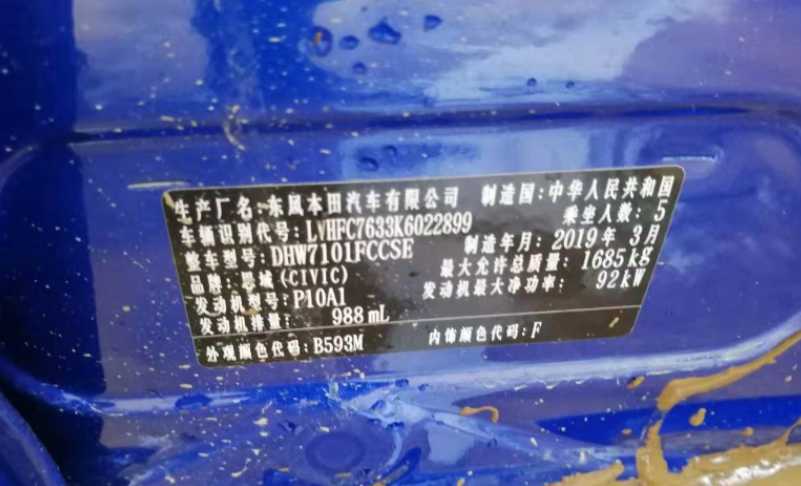 生产厂名:东风本田汽车有限公司 制造国:中华人民共和国
车辆识别代号:LVHFC7633K6022899 乘坐人数:5
整车型号:DHW7101FCCSE 制造年月:2019年 3月
品牌:思域(CIVIC) 最大允许总质量: 1685kg
发动机型号:P10A1 发动机最大净功率: 92kW
发动机排量: 988mL
外观颜色代码:B593M 内饰颜色代码:F